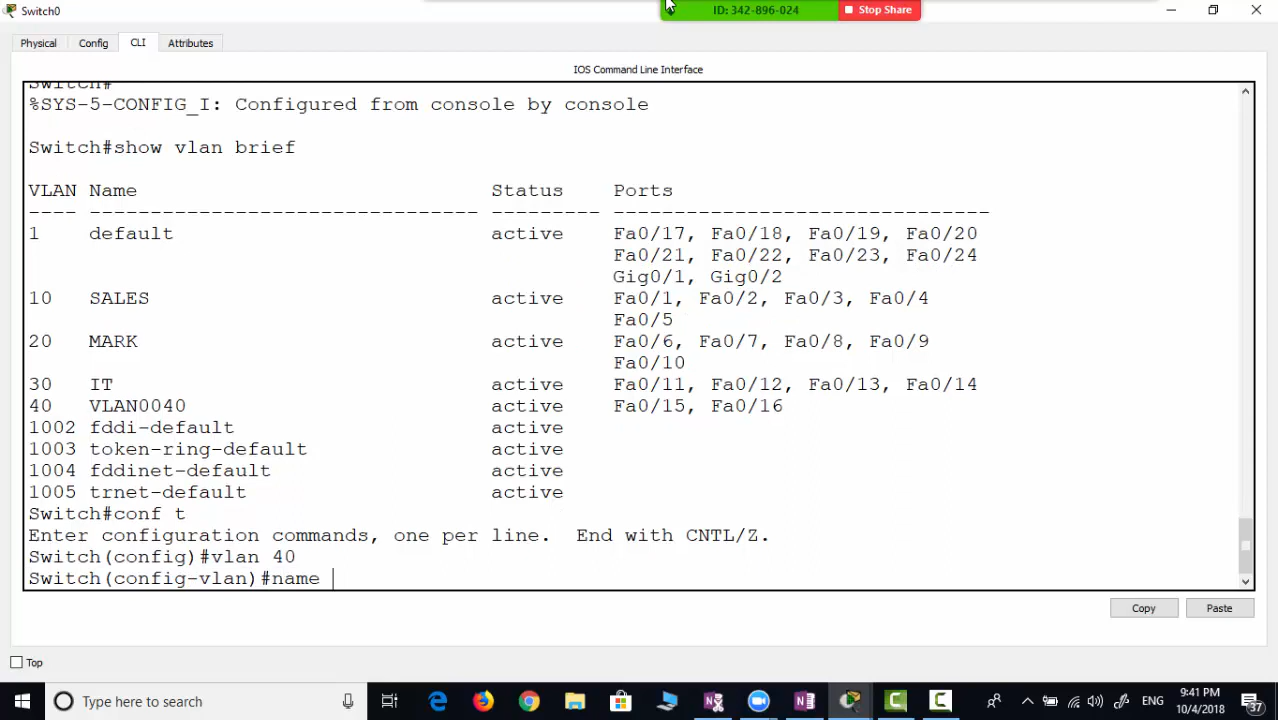 Switch0
ID: 342-896-024
Stop Share
Physical
Config
CLI
Attributes
IOS Command Line Interface
Switch#
%SYS-5-CONFIG_I: Configured from console by console
Switch#show vlan brief
VLAN Name Status Ports
---- -------------------------------- --------- -------------------------------
1 default active Fa0/17, Fa0/18, Fa0/19, Fa0/20
Fa0/21, Fa0/22, Fa0/23, Fa0/24
Gig0/1, Gig0/2
10 SALES active Fa0/1, Fa0/2, Fa0/3, Fa0/4
Fa0/5
20 MARK active Fa0/6, Fa0/7, Fa0/8, Fa0/9
Fa0/10
30 IT active Fa0/11, Fa0/12, Fa0/13, Fa0/14
40 VLAN0040 active Fa0/15, Fa0/16
1002 fddi-default active
1003 token-ring-default active
1004 fddinet-default active
1005 trnet-default active
Switch#conf t
Enter configuration commands, one per line. End with CNTL/Z.
Switch(config)#vlan 40
Switch(config-vlan)#name
Copy
Paste
Top
Type here to search
ENG
9:41 PM
10/4/2018
37